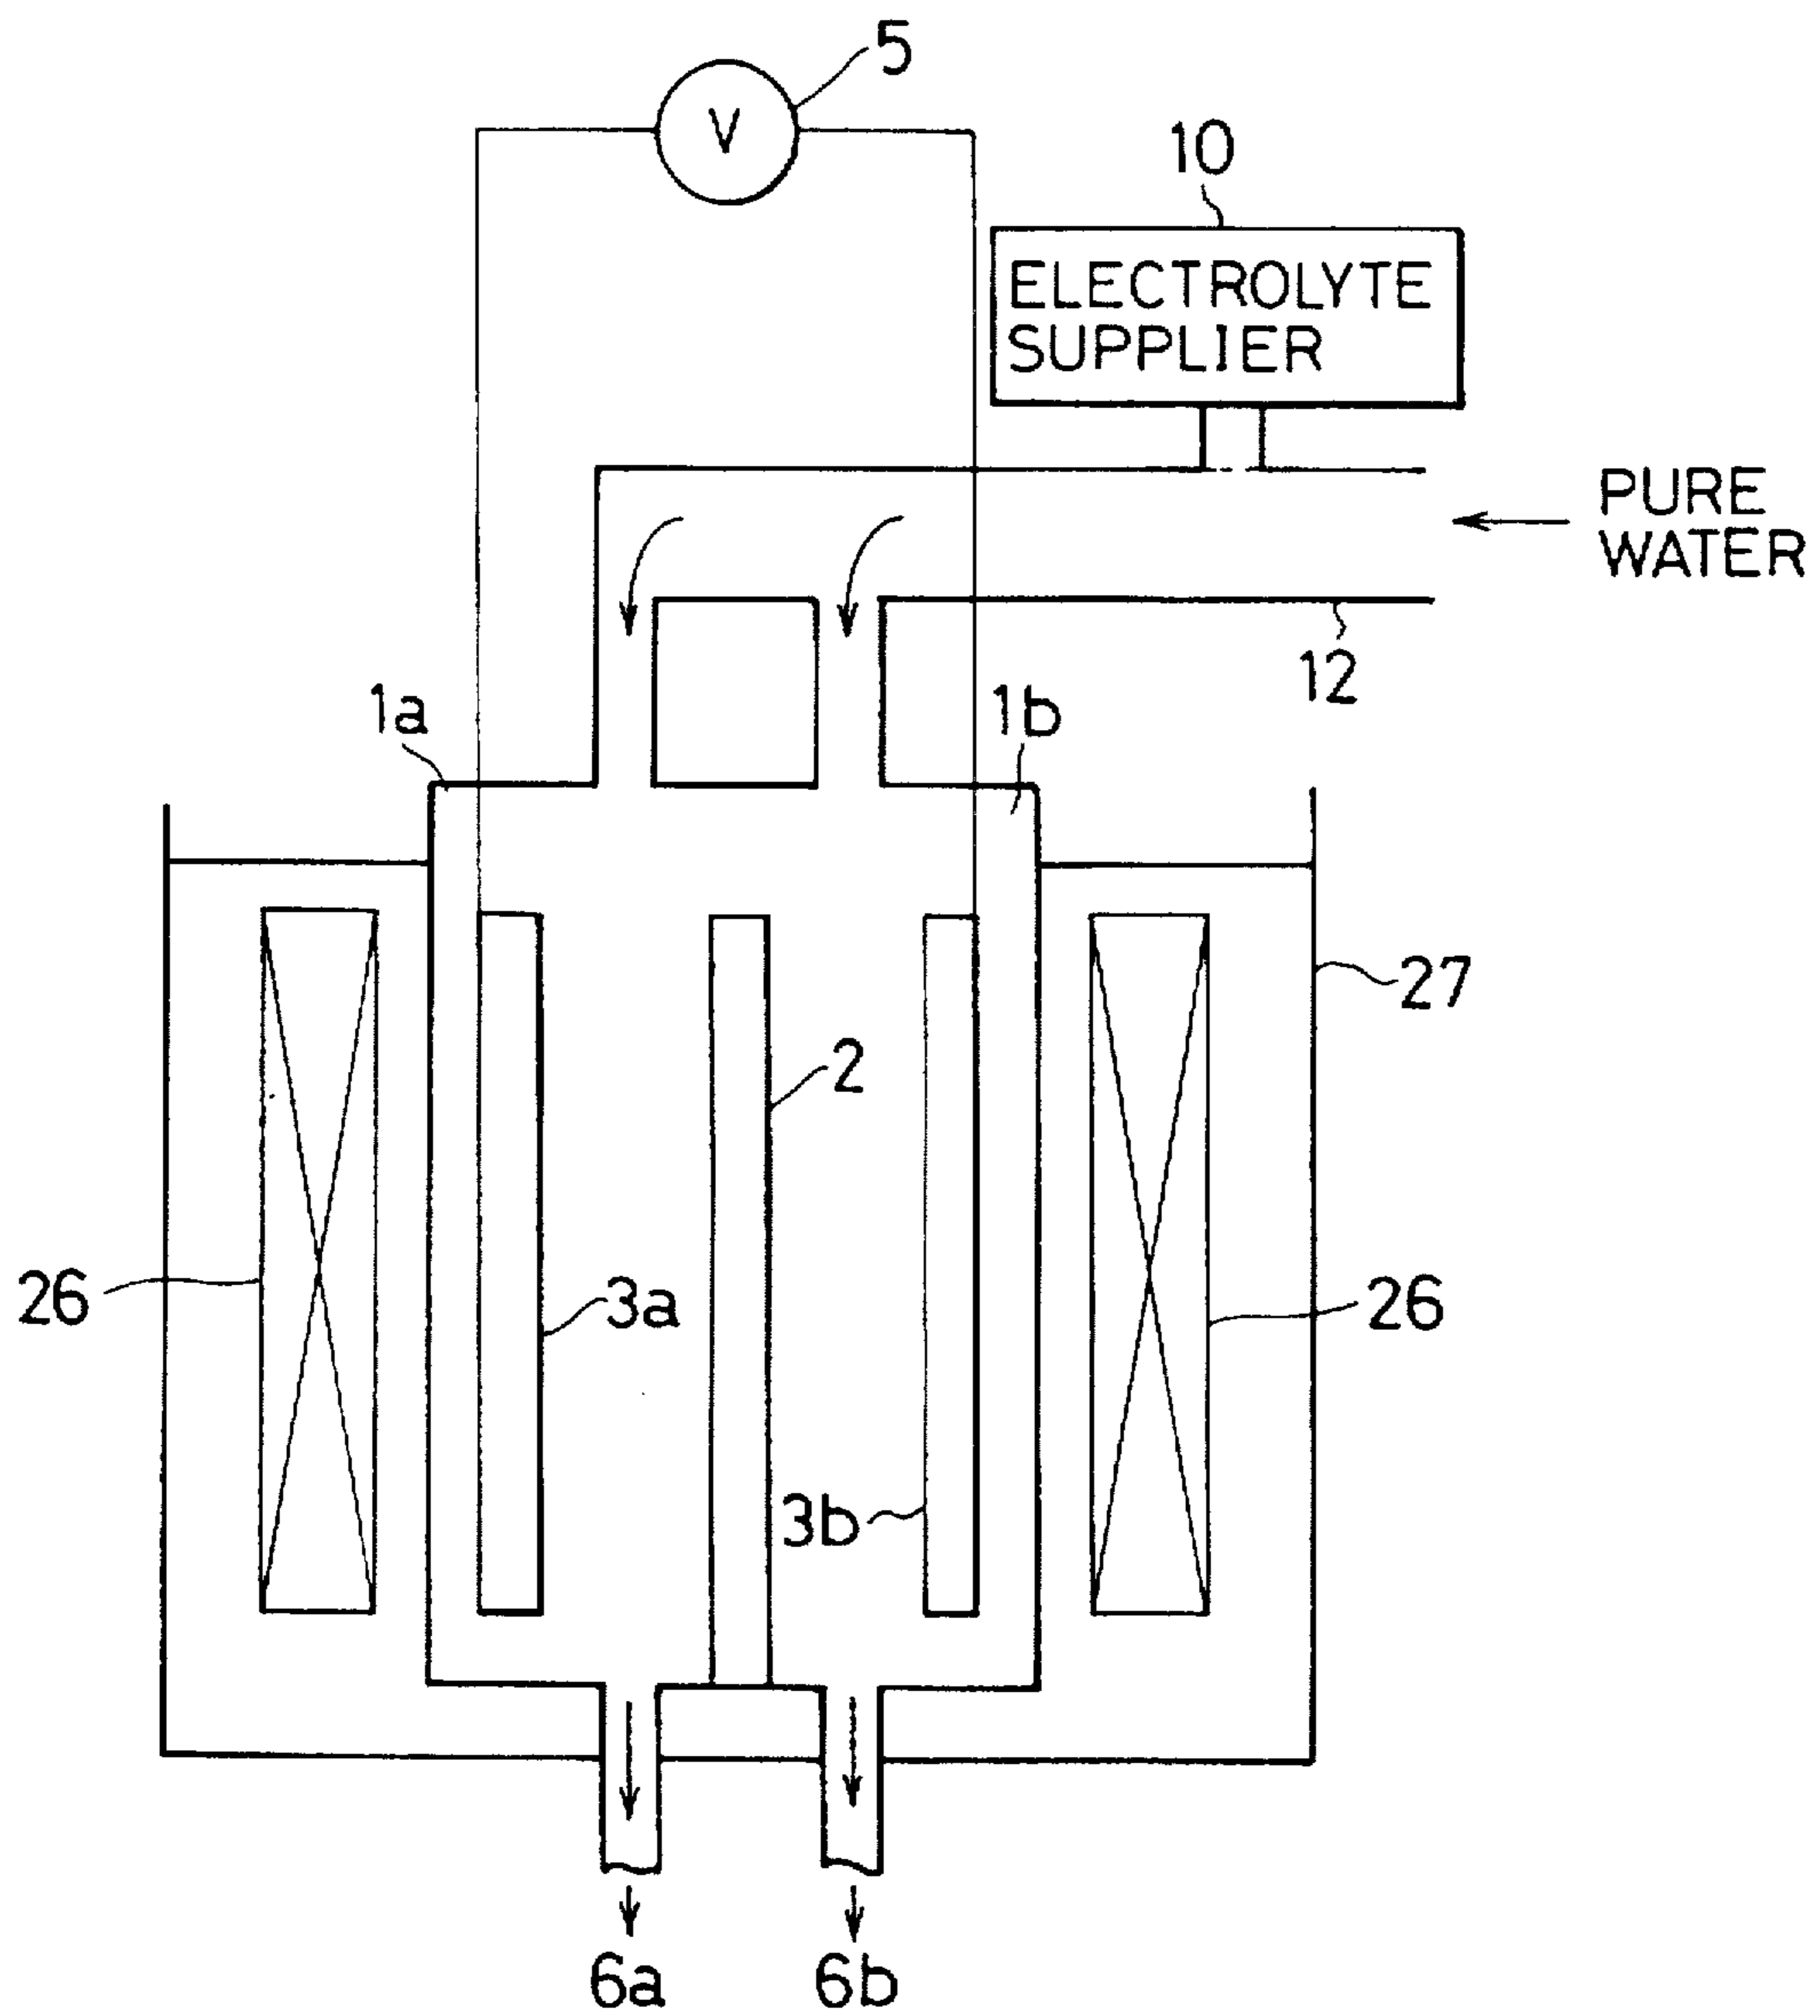 5
V
10
ELECTROLYTE
SUPPLIER
PURE
WATER
12
1a
1b
27
2
26
3a
26
3b
6a
6b